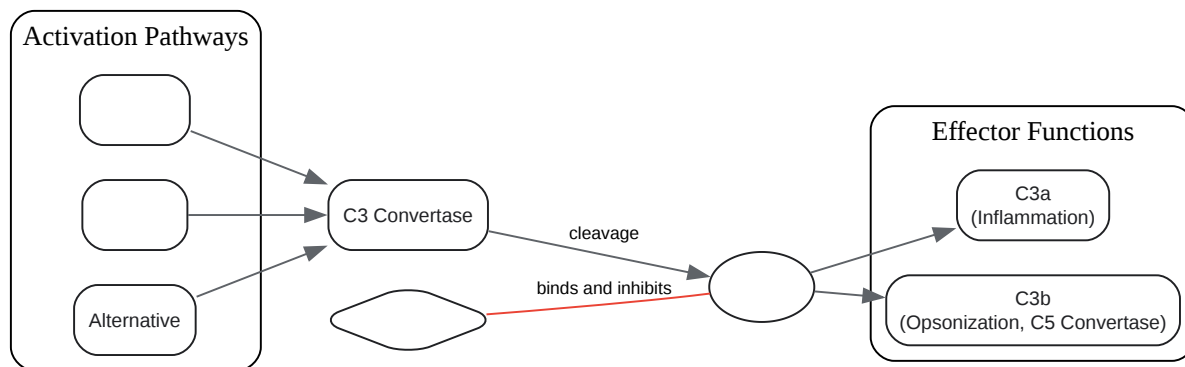 Activation Pathways
Alternative
C3 Convertase
cleavage
binds and inhibits
Effector Functions
C3a
(Inflammation)
C3b
(Opsonization, C5 Convertase)